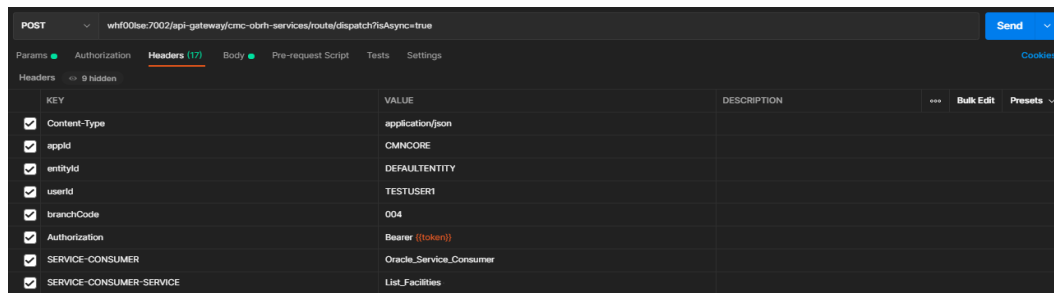 POST whf00lse:7002/api-gateway/cmc-obrh-services/route/dispatch?isAsync=true Send
Params Authorization Headers (17) Body Pre-request Script Tests Settings Cookies
Headers 9 hidden
KEY VALUE DESCRIPTION ooo Bulk Edit Presets
Content-Type application/json
appId CMNCORE
entityId DEFAULTENTITY
userId TESTUSER1
branchCode 004
Authorization Bearer {{token}}
SERVICE-CONSUMER Oracle_Service_Consumer
SERVICE-CONSUMER-SERVICE List_Facilities